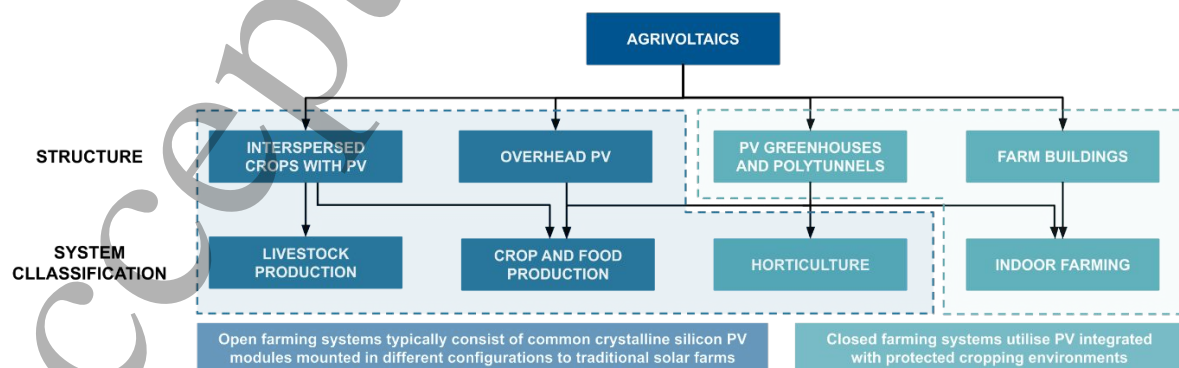 AGRIVOLTAICS
STRUCTURE
INTERSPERSED
CROPS WITH PV
OVERHEAD PV
PV GREENHOUSES
AND POLYTUNNELS
FARM BUILDINGS
SYSTEM
CLLASSIFICATION
LIVESTOCK
PRODUCTION
CROP AND FOOD
PRODUCTION
HORTICULTURE
INDOOR FARMING
Open farming systems typically consist of common crystalline silicon PV
modules mounted in different configurations to traditional solar farms
Closed farming systems utilise PV integrated
with protected cropping environments
ccep